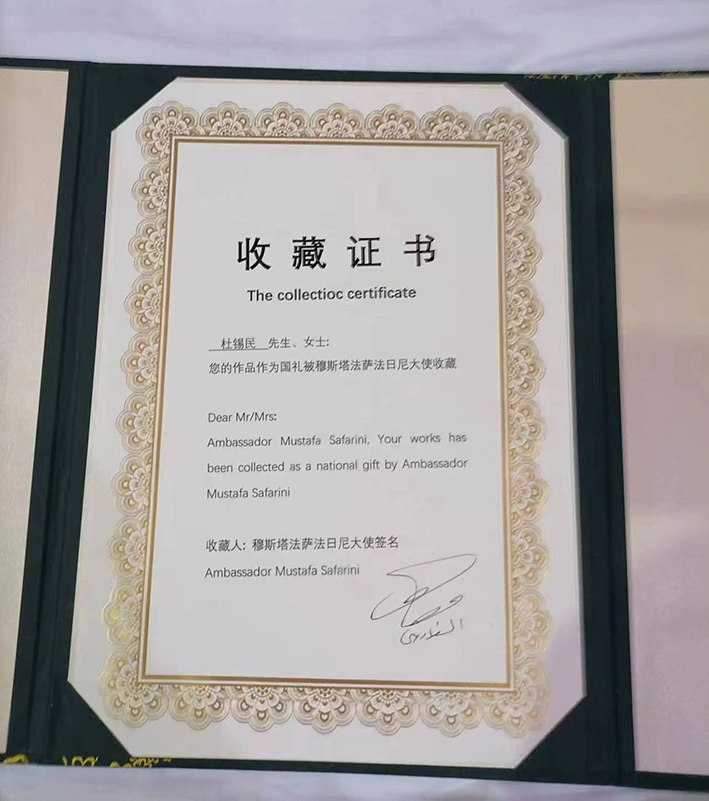 收藏证书
The collectioc certificate
杜锡民 先生、女士:
您的作品作为国礼被穆斯塔法萨法日尼大使收藏
Dear Mr/Mrs:
Ambassador Mustafa Safarini, Your works has
been collected as a national gift by Ambassador
Mustafa Safarini
收藏人: 穆斯塔法萨法日尼大使签名
Ambassador Mustafa Safarini